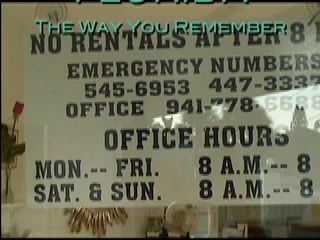 The Way You Remember
NO RENTALS AFTER 8
EMERGENCY NUMBERS
545-6953 447-3337
OFFICE 941-778-6688
OFFICE HOURS
MON.-- FRI. 8 A.M.-- 8
SAT. & SUN. 8 A.M.-- 8